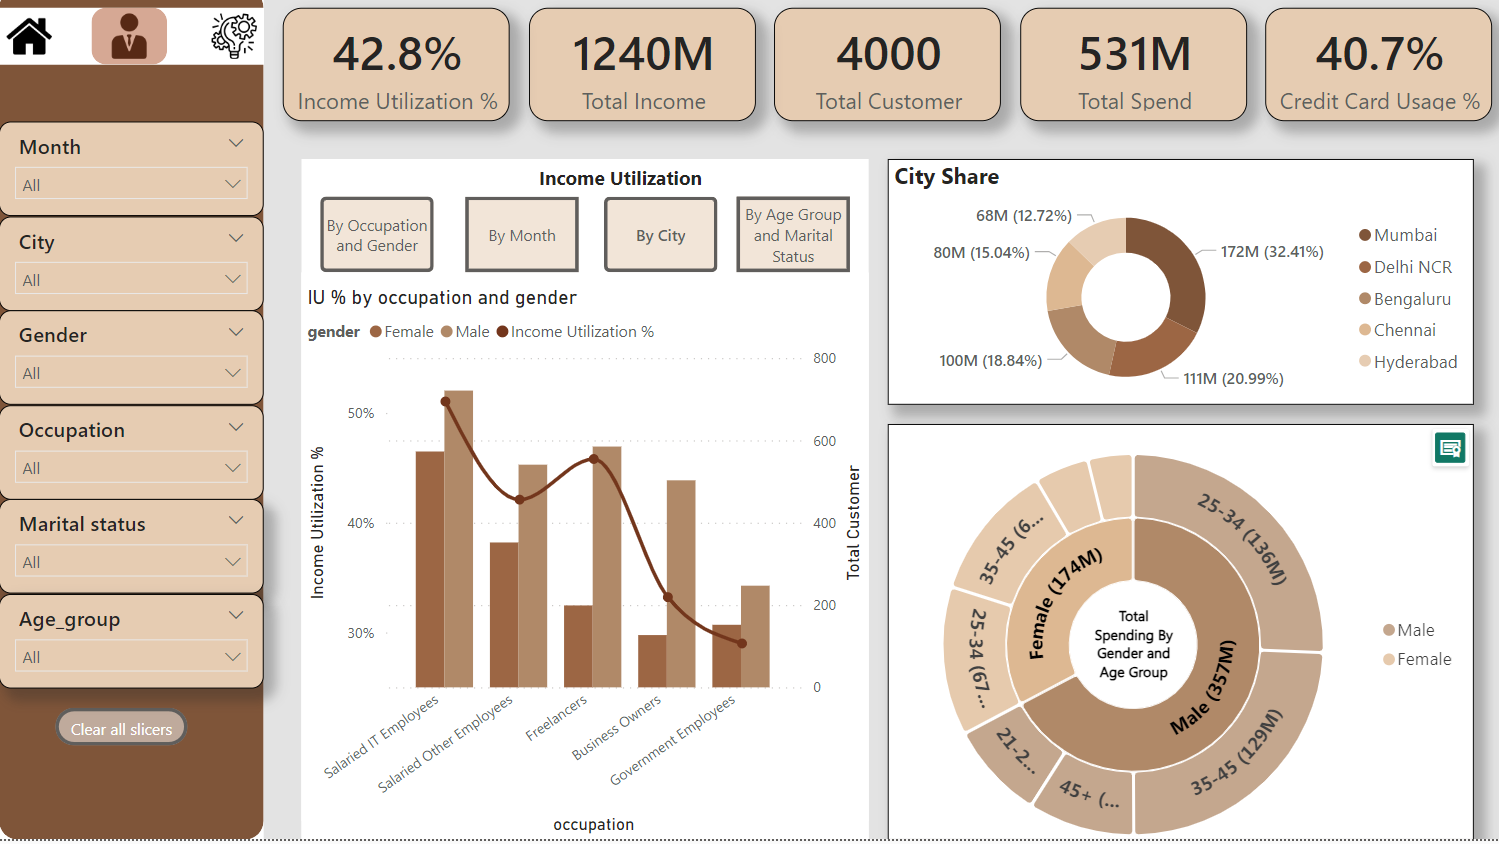 42.8%
Income Utilization %
1240M
Total Income
4000
Total Customer
531M
Total Spend
40.7%
Credit Card Usage %
Month
All
City
All
Gender
All
Occupation
All
Marital status
All
Age_group
All
Clear all slicers
Income Utilization
By Occupation
and Gender
By Month
By City
By Age Group
and Marital
Status
IU % by occupation and gender
gender Female Male Income Utilization %
Income Utilization %
50%
40%
30%
800
600
400
200
0
Total Customer
Salaried IT Employees
Salaried Other Employees
Freelancers
Business Owners
Government Employees
occupation
City Share
68M (12.72%)
80M (15.04%)
100M (18.84%)
172M (32.41%)
111M (20.99%)
Mumbai
Delhi NCR
Bengaluru
Chennai
Hyderabad
25-34 (136M)
35-45 (129M)
45+ (...
21-2...
25-34 (67...
35-45 (6...
Female (174M)
Male (357M)
Total
Spending By
Gender and
Age Group
Male
Female